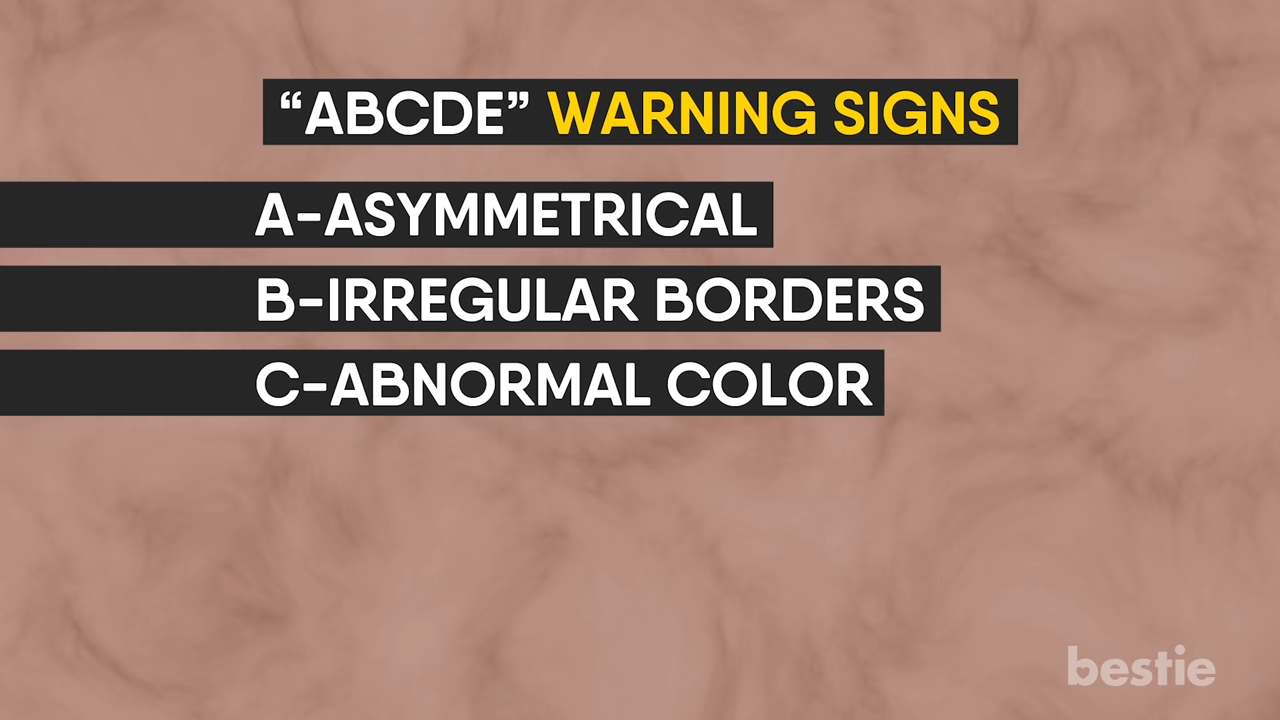 “ABCDE” WARNING SIGNS
A-ASYMMETRICAL
B-IRREGULAR BORDERS
C-ABNORMAL COLOR
bestie